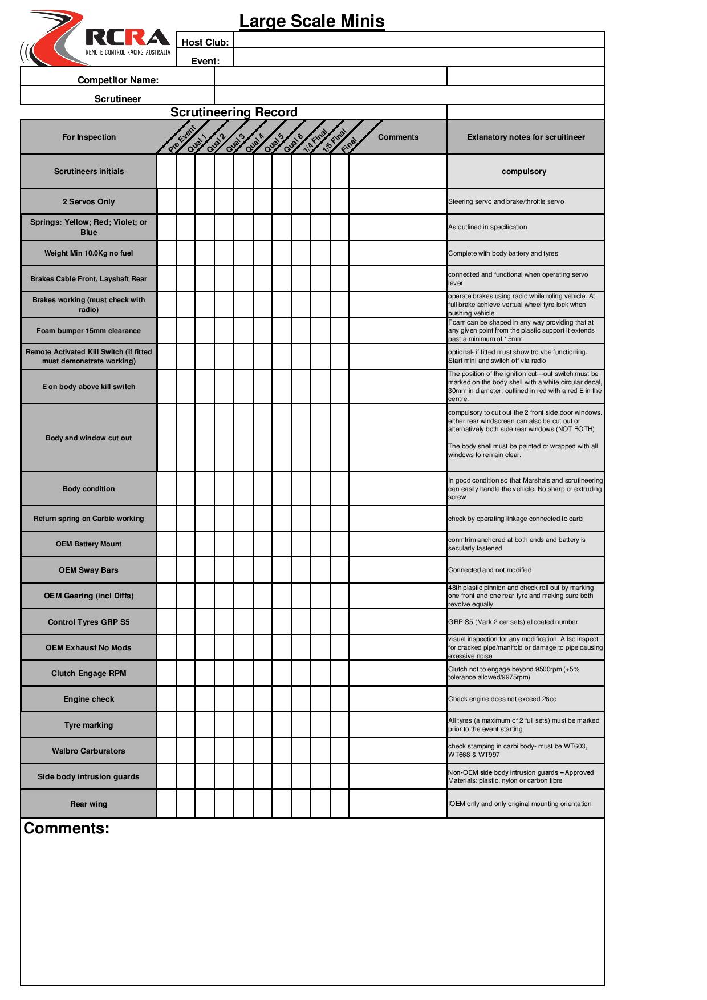 Large Scale Minis
RCRA
REMOTE CONTROL RACING AUSTRALIA
Host Club:
Event:
Competitor Name:
Scrutineer
Scrutineering Record
For Inspection
Pre Event
Qual 1
Qual 2
Qual 3
Qual 4
Qual 5
Qual 6
1/4 Final
1/5 Final
Final
Comments
Exlanatory notes for scruitineer
Scrutineers initials
compulsory
2 Servos Only
Steering servo and brake/throttle servo
Springs: Yellow; Red; Violet; or
Blue
As outlined in specification
Weight Min 10.0Kg no fuel
Complete with body battery and tyres
Brakes Cable Front, Layshaft Rear
connected and functional when operating servo
lever
Brakes working (must check with
radio)
operate brakes using radio while roling vehicle. At
full brake achieve vertual wheel tyre lock when
pushing vehicle
Foam bumper 15mm clearance
Foam can be shaped in any way providing that at
any given point from the plastic support it extends
past a minimum of 15mm
Remote Activated Kill Switch (if fitted
must demonstrate working)
optional- if fitted must show tro vbe functioning.
Start mini and switch off via radio
E on body above kill switch
The position of the ignition cut---out switch must be
marked on the body shell with a white circular decal,
30mm in diameter, outlined in red with a red E in the
centre.
Body and window cut out
compulsory to cut out the 2 front side door windows.
either rear windscreen can also be cut out or
alternatively both side rear windows (NOT BOTH)
The body shell must be painted or wrapped with all
windows to remain clear.
Body condition
In good condition so that Marshals and scrutineering
can easily handle the vehicle. No sharp or extruding
screw
Return spring on Carbie working
check by operating linkage connected to carbi
OEM Battery Mount
conmfrim anchored at both ends and battery is
secularly fastened
OEM Sway Bars
Connected and not modified
OEM Gearing (incl Diffs)
48th plastic pinnion and check roll out by marking
one front and one rear tyre and making sure both
revolve equally
Control Tyres GRP S5
GRP S5 (Mark 2 car sets) allocated number
OEM Exhaust No Mods
visual inspection for any modification. A lso inspect
for cracked pipe/manifold or damage to pipe causing
exessive noise
Clutch Engage RPM
Clutch not to engage beyond 9500rpm (+5%
tolerance allowed/9975rpm)
Engine check
Check engine does not exceed 26cc
Tyre marking
All tyres (a maximum of 2 full sets) must be marked
prior to the event starting
Walbro Carburators
check stamping in carbi body- must be WT603,
WT668 & WT997
Side body intrusion guards
Non-OEM side body intrusion guards – Approved
Materials: plastic, nylon or carbon fibre
Rear wing
IOEM only and only original mounting orientation
Comments: